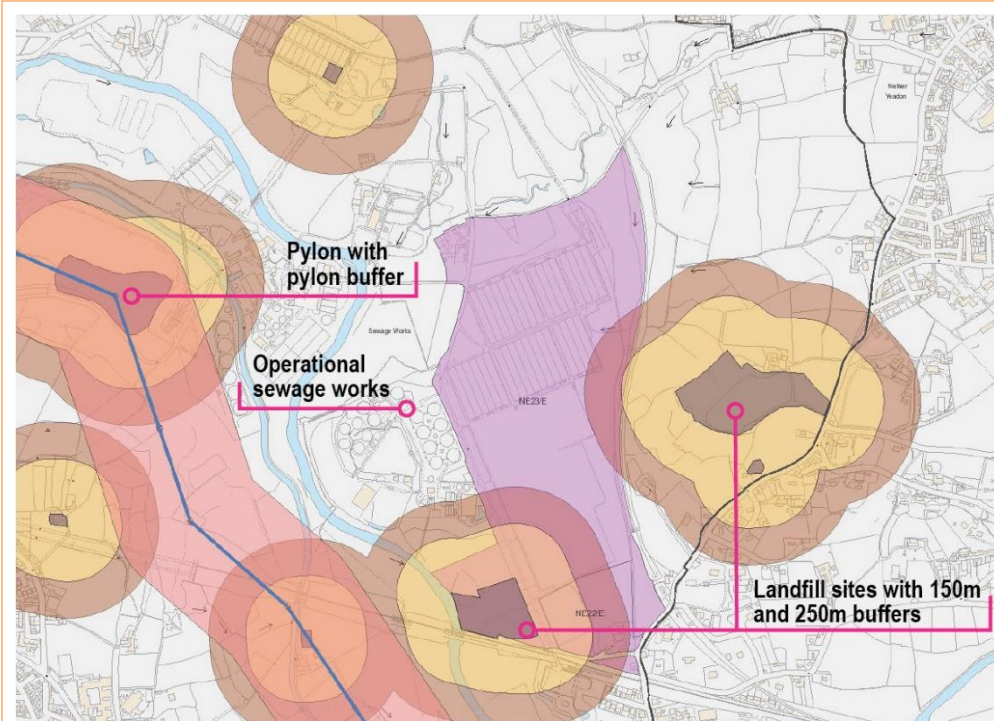 Nether
Yeadon
Pylon with
pylon buffer
Sewage Works
Operational
sewage works
NE23/E
Landfill sites with 150m
and 250m buffers
NE22/E